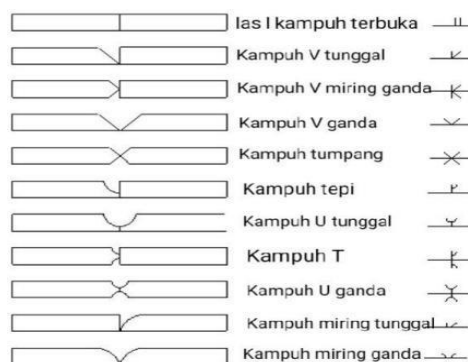 las I kampuh terbuka
Kampuh V tunggal
Kampuh V miring ganda
Kampuh V ganda
Kampuh tumpang
Kampuh tepi
Kampuh U tunggal
Kampuh T
Kampuh U ganda
Kampuh miring tunggal
Kampuh miring ganda